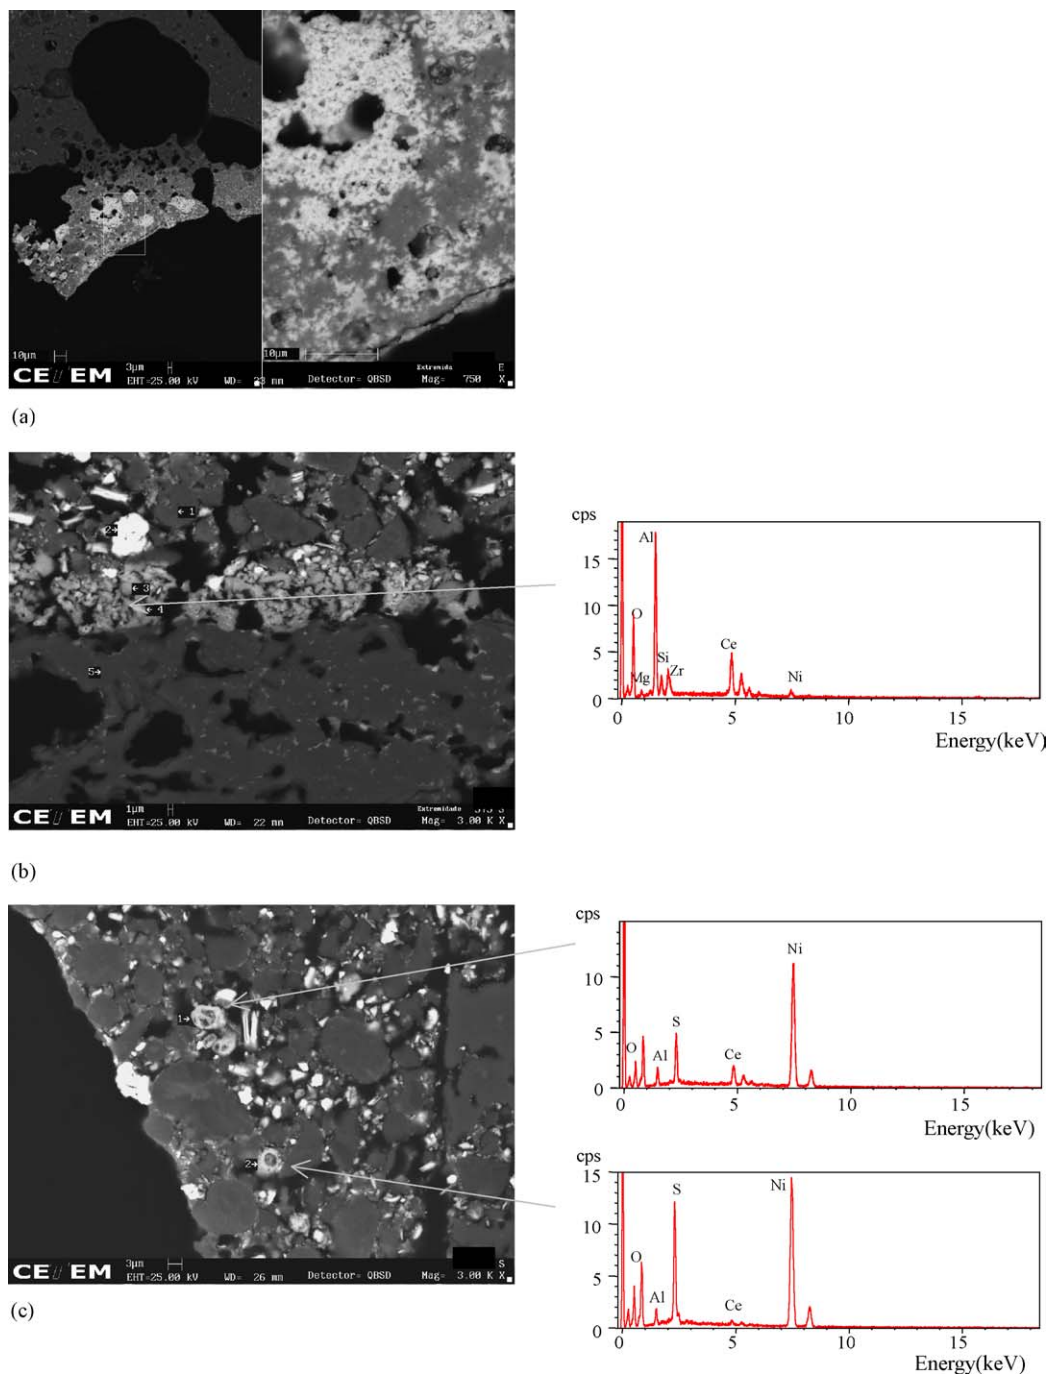 10µm
3µm
10µm
Extremida E
CE EM EHT=25.00 kV WD= 23 mm Detector= QBSD Mag= 750 X
(a)
← 1
2→
← 3
← 4
5→
1µm
CE EM EHT=25.00 kV WD= 22 mm Detector= QBSD Mag= 3.00 K X
(b)
cps
15
10
5
0
Al
O
Mg
Si
Zr
Ce
Ni
0 5 10 15
Energy(keV)
1→
2→
3µm S
CE EM EHT=25.00 kV WD= 26 mm Detector= QBSD Mag= 3.00 K X
(c)
cps
10
5
0
O
Al
S
Ce
Ni
0 5 10 15
Energy(keV)
cps
15
10
5
0
O
Al
S
Ce
Ni
0 5 10 15
Energy(keV)